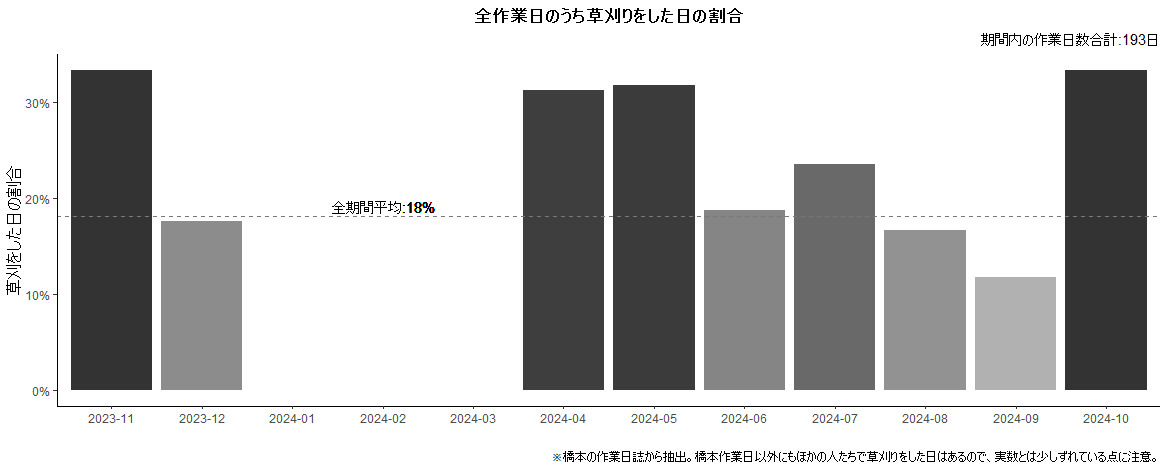 全作業日のうち草刈りをした日の割合
期間内の作業日数合計:193日
草刈をした日の割合
30%
20%
10%
0%
全期間平均:18%
2023-11 2023-12 2024-01 2024-02 2024-03 2024-04 2024-05 2024-06 2024-07 2024-08 2024-09 2024-10
※橋本の作業日誌から抽出。橋本作業日以外にもほかの人たちで草刈りをした日はあるので、実数とは少しずれている点に注意。